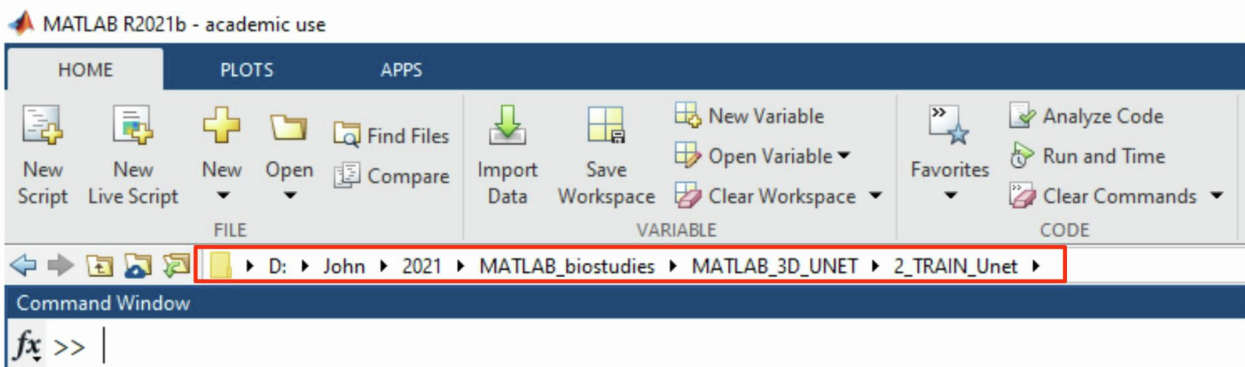 MATLAB R2021b - academic use
HOME PLOTS APPS
New Script
New Live Script
New
Open
Find Files
Compare
FILE
Import Data
Save Workspace
New Variable
Open Variable
Clear Workspace
VARIABLE
Favorites
Analyze Code
Run and Time
Clear Commands
CODE
D: John 2021 MATLAB_biostudies MATLAB_3D_UNET 2_TRAIN_Unet
Command Window
fx >>